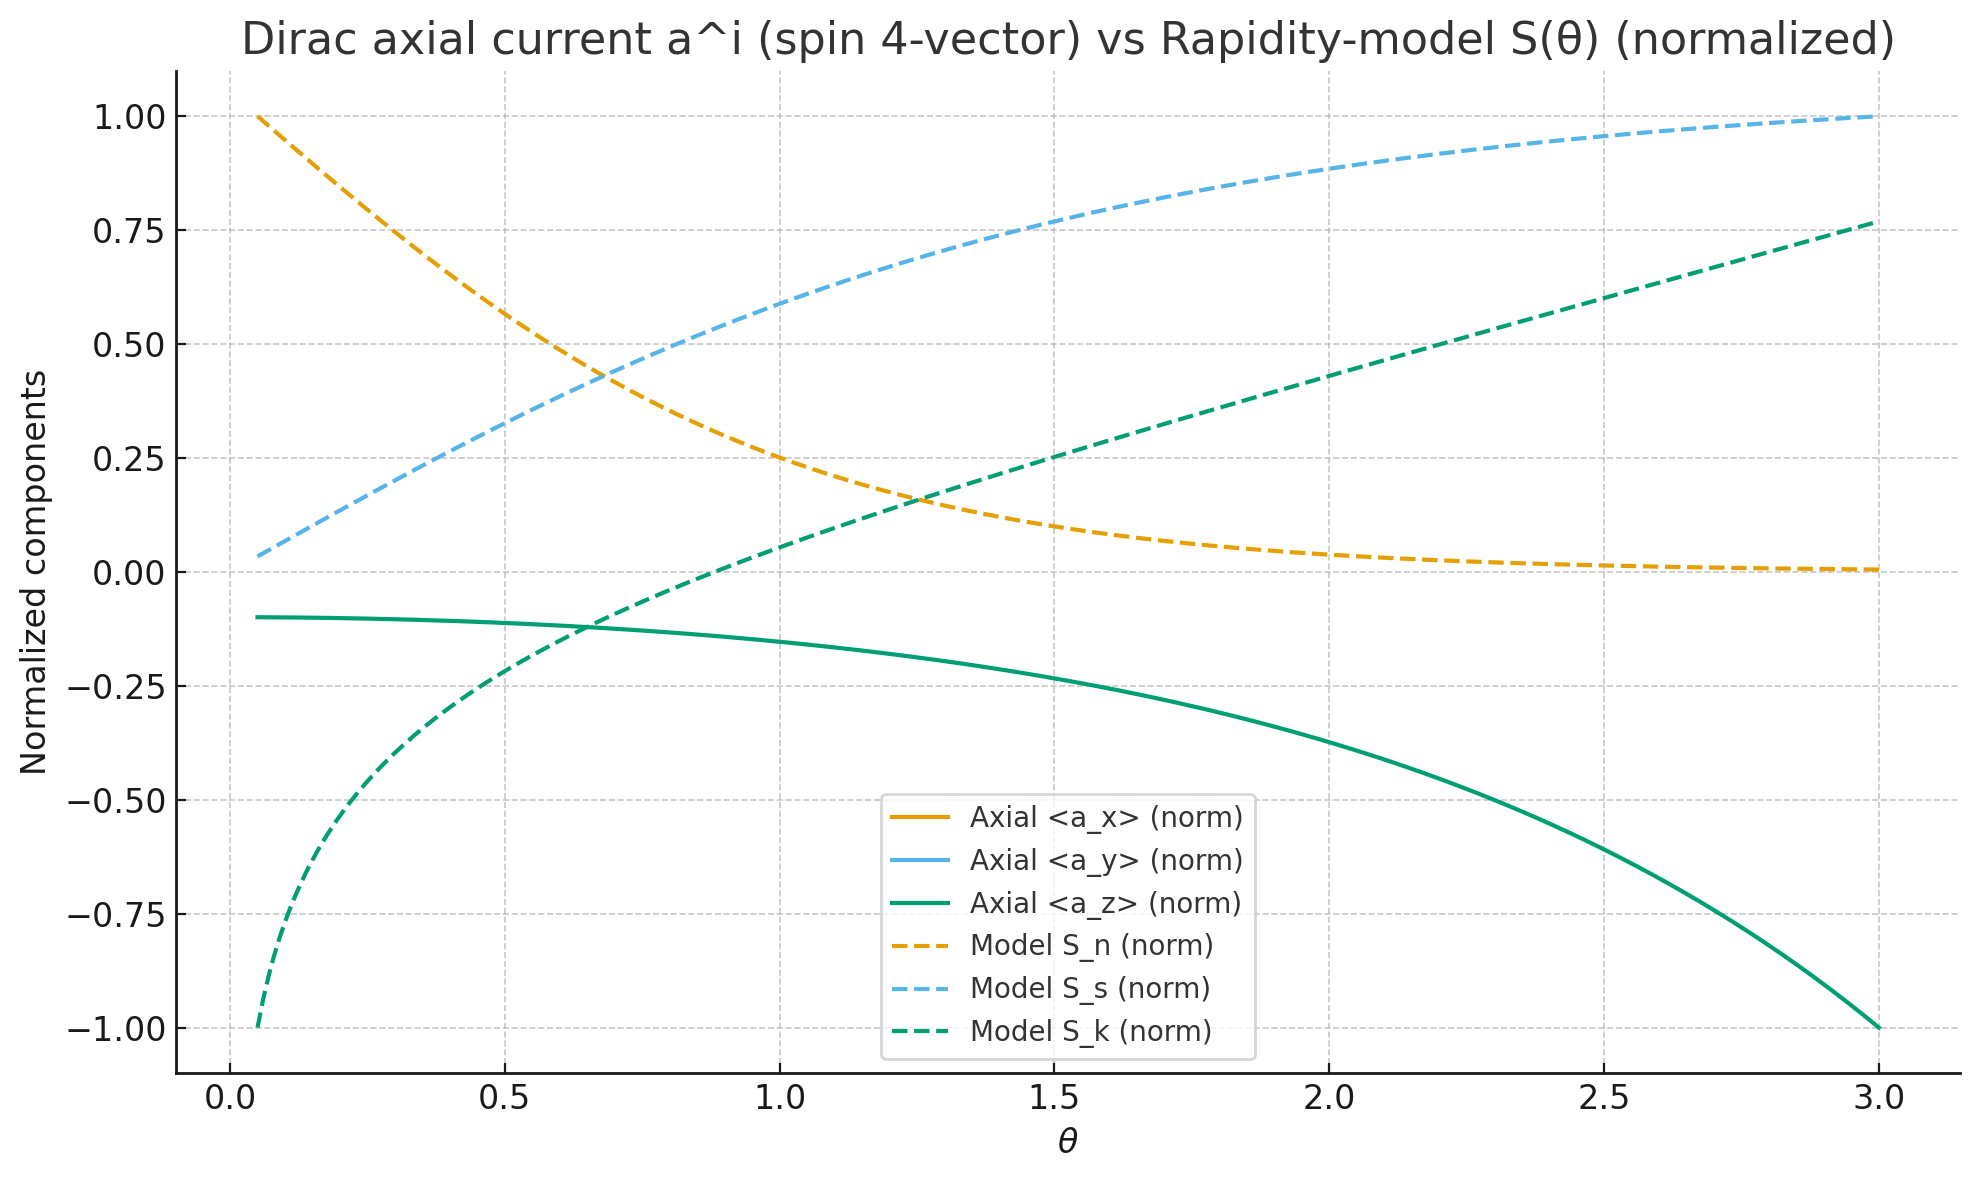 Dirac axial current a^i (spin 4-vector) vs Rapidity-model S(θ) (normalized)
Normalized components
1.00
0.75
0.50
0.25
0.00
−0.25
−0.50
−0.75
−1.00
Axial <a_x> (norm)
Axial <a_y> (norm)
Axial <a_z> (norm)
Model S_n (norm)
Model S_s (norm)
Model S_k (norm)
0.0 0.5 1.0 1.5 2.0 2.5 3.0
θ